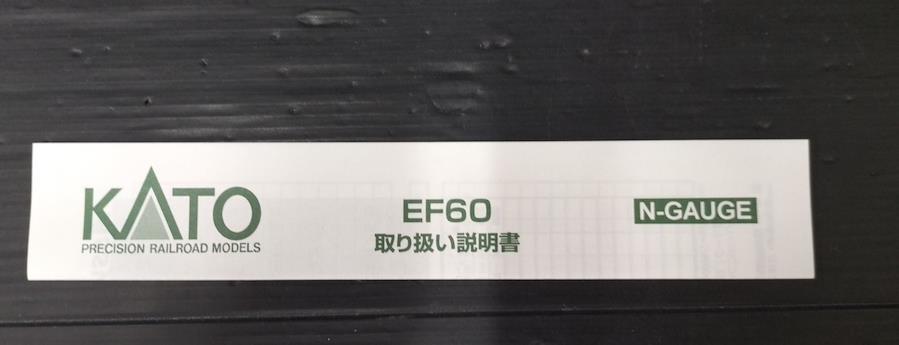 KATO
PRECISION RAILROAD MODELS
EF60
取り扱い説明書
N-GAUGE